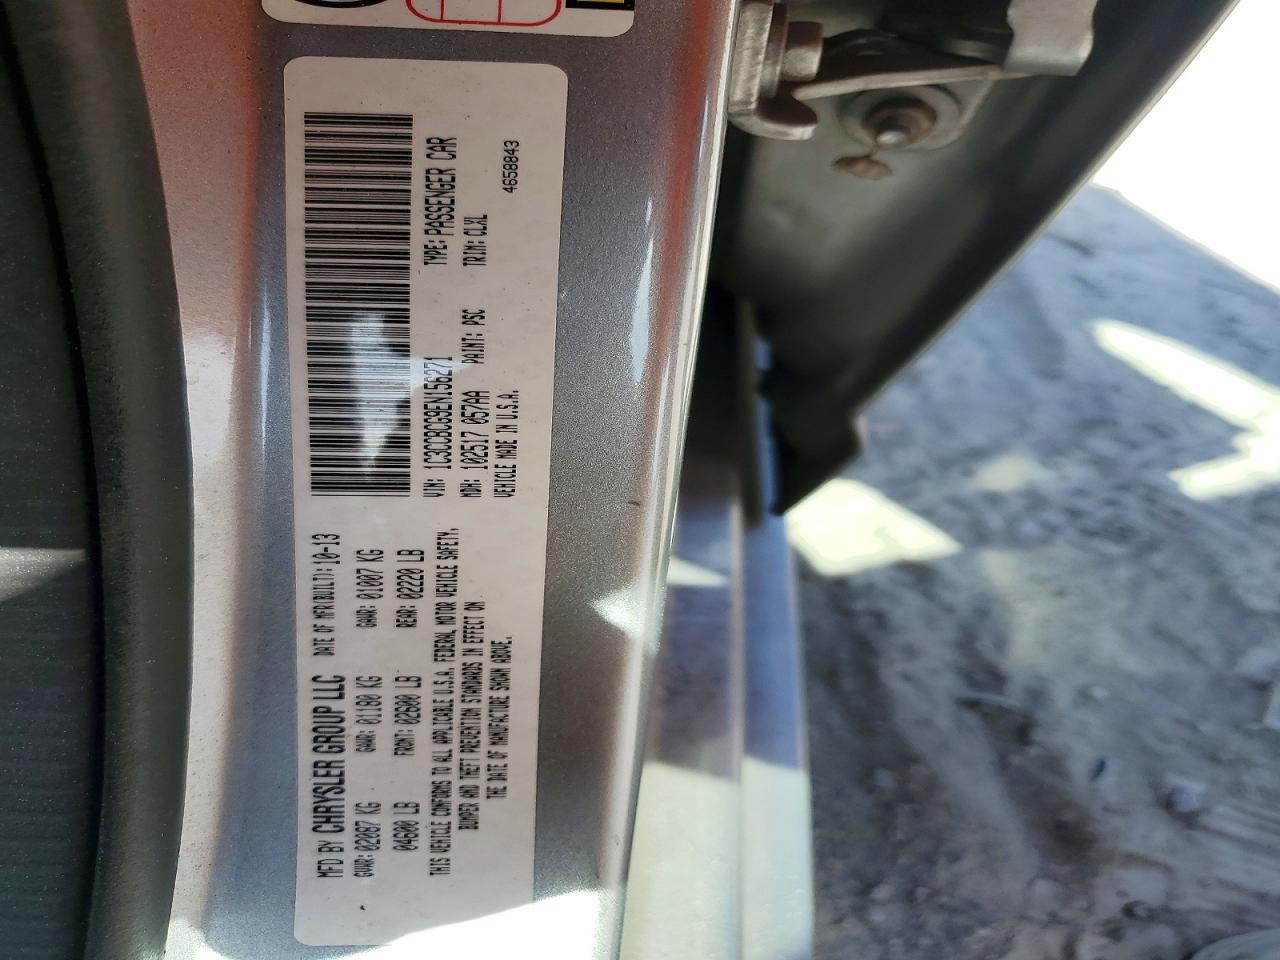 MFD BY CHRYSLER GROUP LLC DATE OF MFR(BUILT): 10-13
GVWR: 02087 KG GAWR: 01180 KG GAWR: 01007 KG
04600 LB FRONT: 02600 LB REAR: 02220 LB
THIS VEHICLE CONFORMS TO ALL APPLICABLE U.S.A. FEDERAL MOTOR VEHICLE SAFETY,
BUMPER AND THEFT PREVENTION STANDARDS IN EFFECT ON
THE DATE OF MANUFACTURE SHOWN ABOVE.
VIN: 1C3CCBCG9EN156271 TYPE: PASSENGER CAR
MDH: 102517 057AA PAINT: PSC TRIM: CLXL
VEHICLE MADE IN U.S.A. 4658843